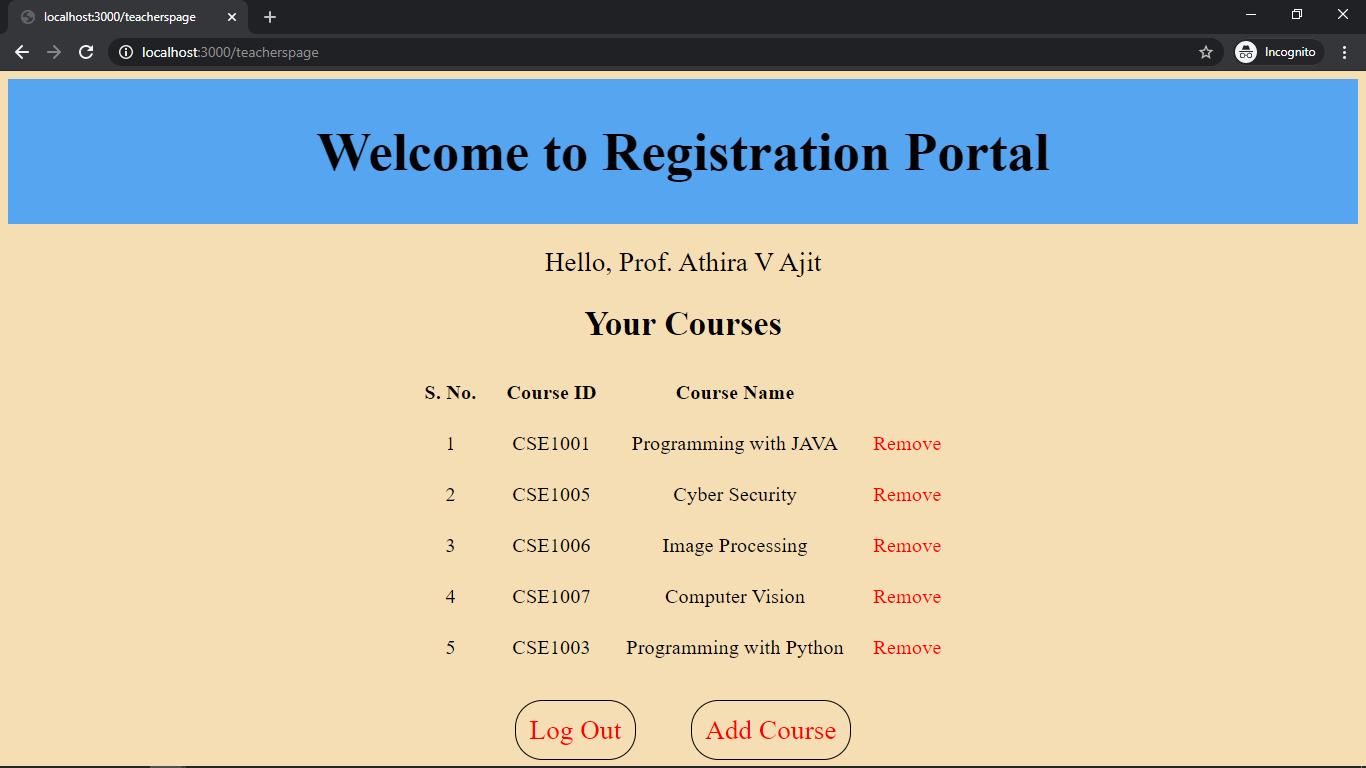 localhost:3000/teacherspage
localhost:3000/teacherspage
Incognito
Welcome to Registration Portal
Hello, Prof. Athira V Ajit
Your Courses
S. No. Course ID Course Name
1 CSE1001 Programming with JAVA Remove
2 CSE1005 Cyber Security Remove
3 CSE1006 Image Processing Remove
4 CSE1007 Computer Vision Remove
5 CSE1003 Programming with Python Remove
Log Out Add Course